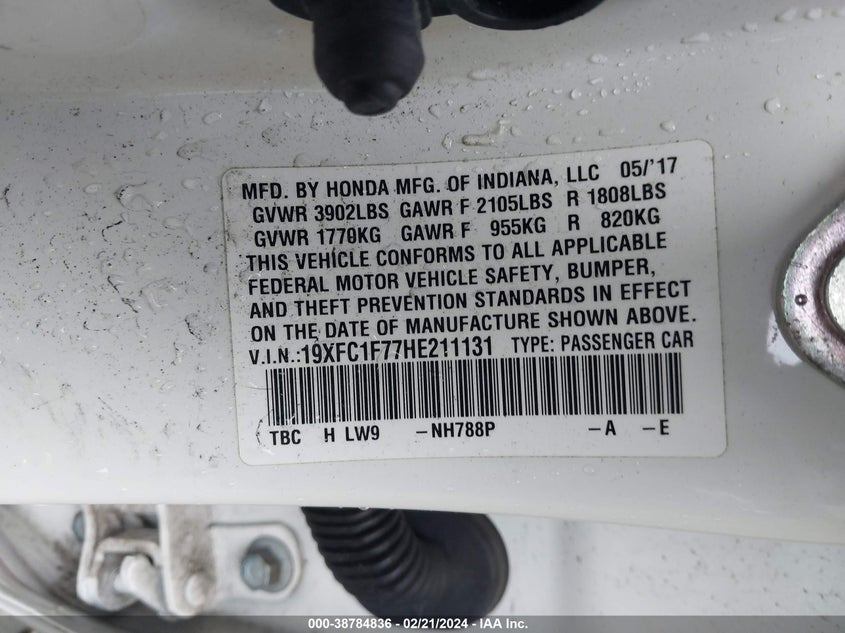 MFD. BY HONDA MFG. OF INDIANA, LLC 05/'17
GVWR 3902LBS GAWR F 2105LBS R 1808LBS
GVWR 1770KG GAWR F 955KG R 820KG
THIS VEHICLE CONFORMS TO ALL APPLICABLE
FEDERAL MOTOR VEHICLE SAFETY, BUMPER,
AND THEFT PREVENTION STANDARDS IN EFFECT
ON THE DATE OF MANUFACTURE SHOWN ABOVE.
V.I.N.:19XFC1F77HE211131 TYPE: PASSENGER CAR
TBC H LW9 –NH788P –A –E
000-38784836 - 02/21/2024 - IAA Inc.